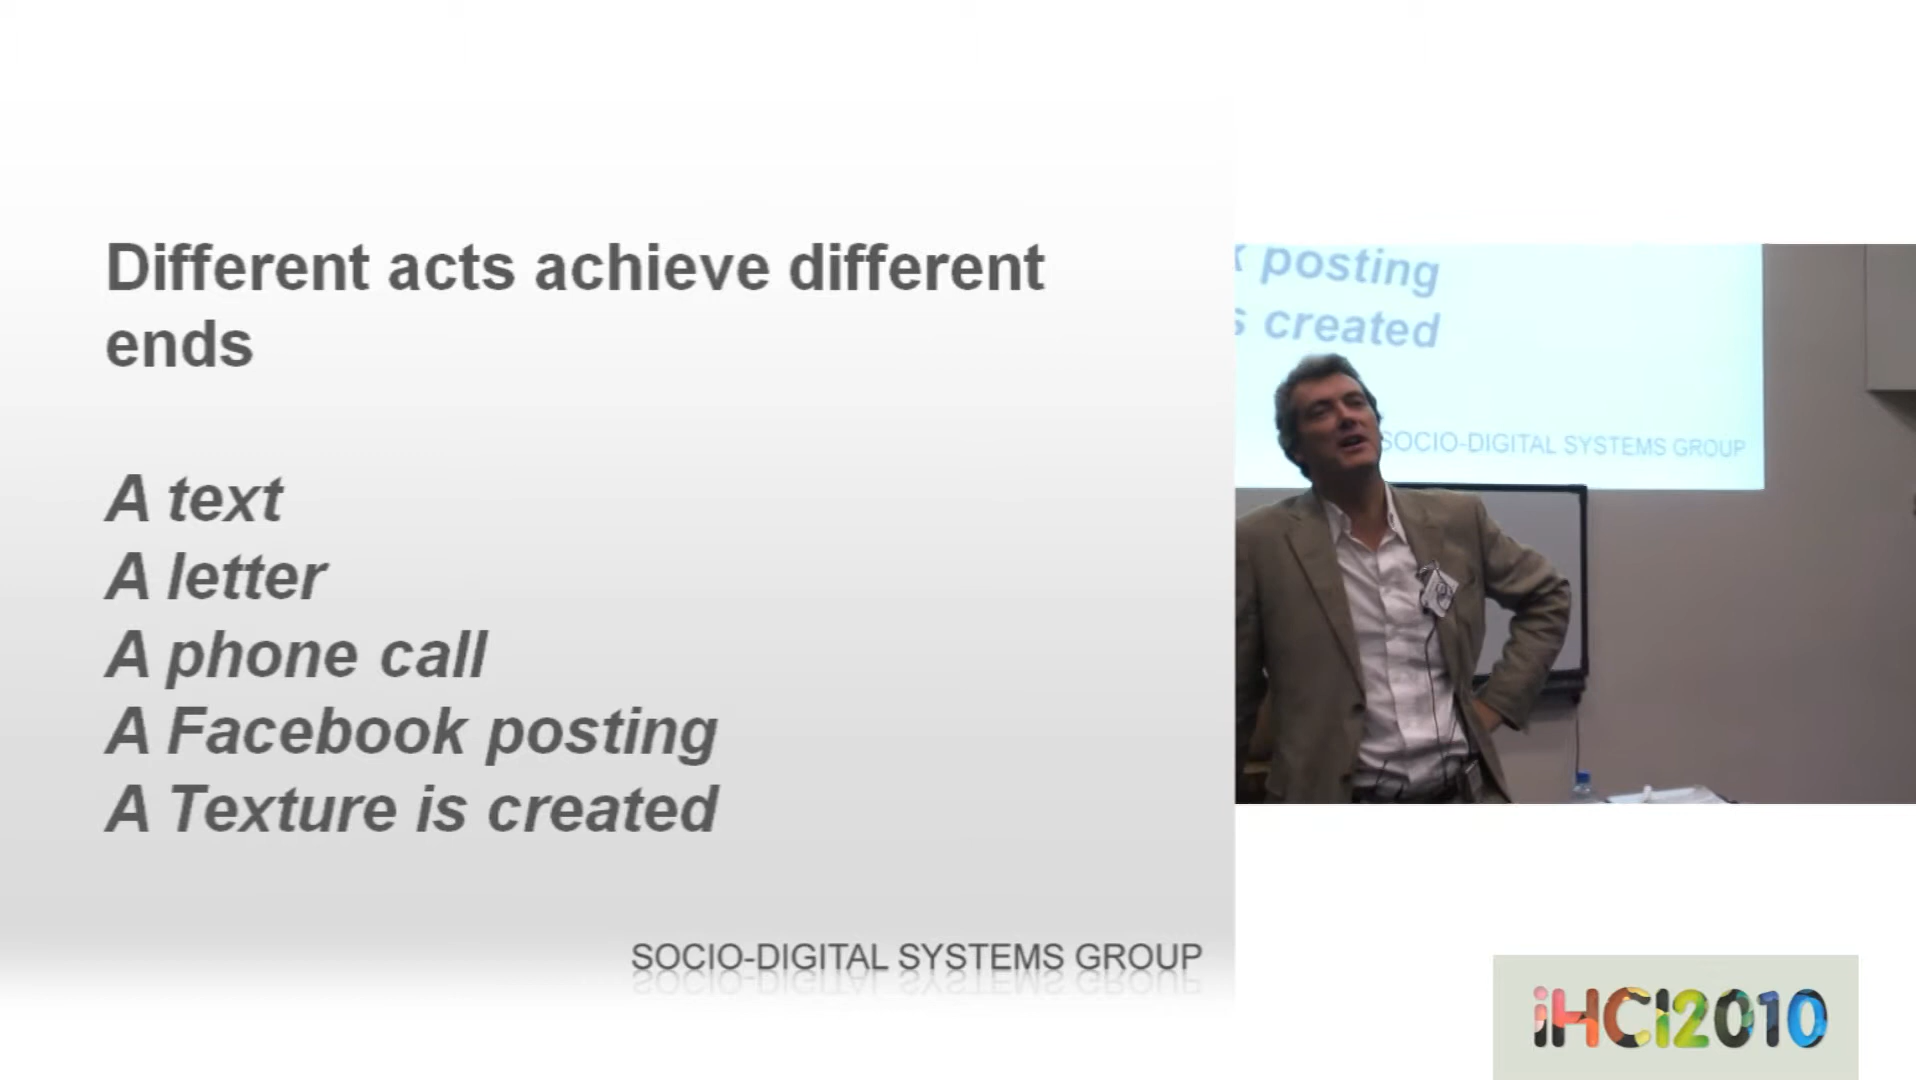 Different acts achieve different
ends
A text
A letter
A phone call
A Facebook posting
A Texture is created
SOCIO-DIGITAL SYSTEMS GROUP
posting
created
SOCIO-DIGITAL SYSTEMS GROUP
iHCI2010